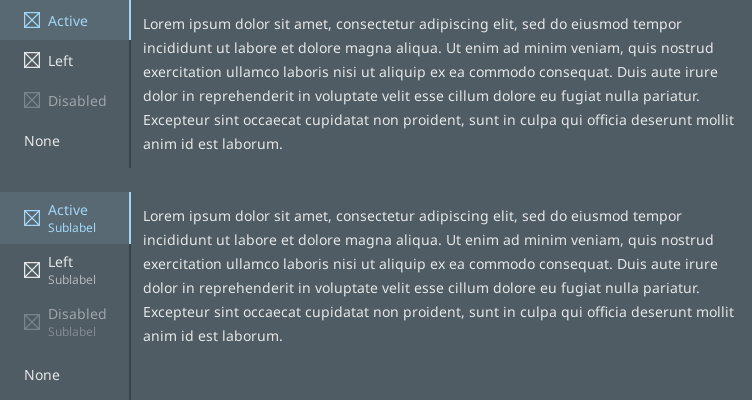 Active
Left
Disabled
None
Lorem ipsum dolor sit amet, consectetur adipiscing elit, sed do eiusmod tempor
incididunt ut labore et dolore magna aliqua. Ut enim ad minim veniam, quis nostrud
exercitation ullamco laboris nisi ut aliquip ex ea commodo consequat. Duis aute irure
dolor in reprehenderit in voluptate velit esse cillum dolore eu fugiat nulla pariatur.
Excepteur sint occaecat cupidatat non proident, sunt in culpa qui officia deserunt mollit
anim id est laborum.
Active
Sublabel
Left
Sublabel
Disabled
Sublabel
None
Lorem ipsum dolor sit amet, consectetur adipiscing elit, sed do eiusmod tempor
incididunt ut labore et dolore magna aliqua. Ut enim ad minim veniam, quis nostrud
exercitation ullamco laboris nisi ut aliquip ex ea commodo consequat. Duis aute irure
dolor in reprehenderit in voluptate velit esse cillum dolore eu fugiat nulla pariatur.
Excepteur sint occaecat cupidatat non proident, sunt in culpa qui officia deserunt mollit
anim id est laborum.